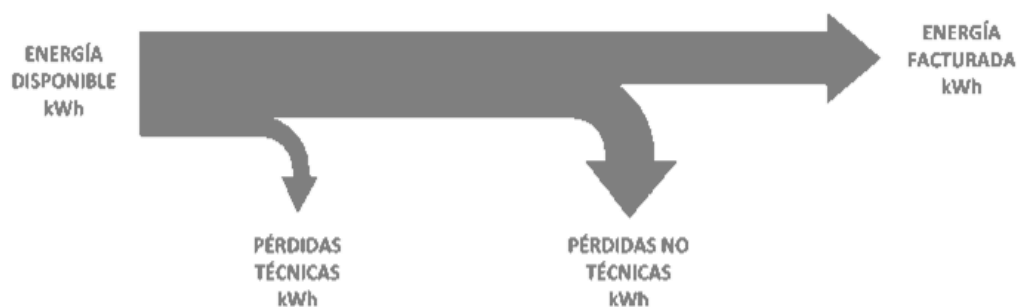 ENERGÍA
DISPONIBLE
kWh
ENERGÍA
FACTURADA
kWh
PÉRDIDAS
TÉCNICAS
kWh
PÉRDIDAS NO
TÉCNICAS
kWh